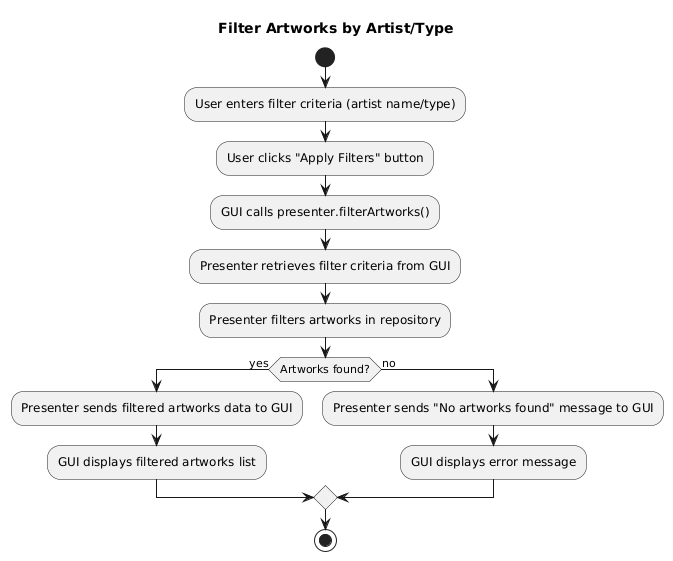 Filter Artworks by Artist/Type
User enters filter criteria (artist name/type)
User clicks "Apply Filters" button
GUI calls presenter.filterArtworks()
Presenter retrieves filter criteria from GUI
Presenter filters artworks in repository
yes
Artworks found?
no
Presenter sends filtered artworks data to GUI
Presenter sends "No artworks found" message to GUI
GUI displays filtered artworks list
GUI displays error message